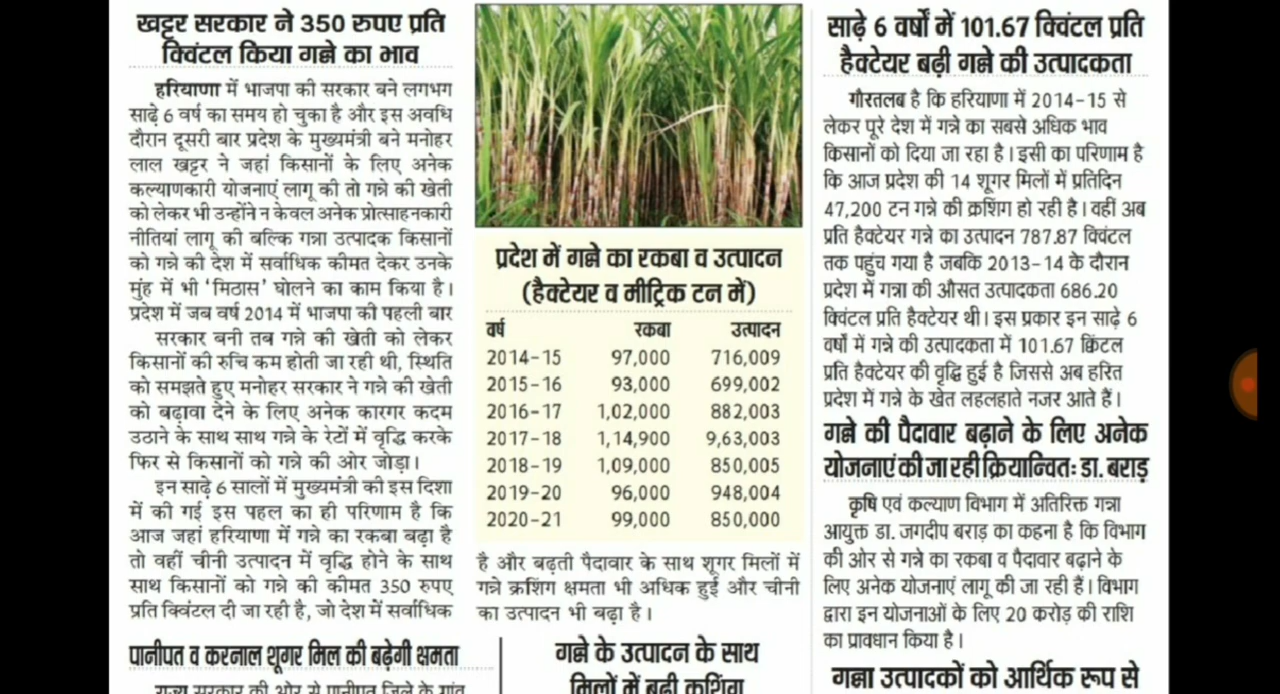 खट्टर सरकार ने 350 रुपए प्रति
क्विंटल किया गन्ने का भाव
हरियाणा में भाजपा की सरकार बने लगभग
साढ़े 6 वर्ष का समय हो चुका है और इस अवधि
दौरान दूसरी बार प्रदेश के मुख्यमंत्री बने मनोहर
लाल खट्टर ने जहां किसानों के लिए अनेक
कल्याणकारी योजनाएं लागू की तो गन्ने की खेती
को लेकर भी उन्होंने न केवल अनेक प्रोत्साहनकारी
नीतियां लागू की बल्कि गन्ना उत्पादक किसानों
को गन्ने की देश में सर्वाधिक कीमत देकर उनके
मुंह में भी ‘मिठास’ घोलने का काम किया है।
प्रदेश में जब वर्ष 2014 में भाजपा की पहली बार
सरकार बनी तब गन्ने की खेती को लेकर
किसानों की रुचि कम होती जा रही थी, स्थिति
को समझते हुए मनोहर सरकार ने गन्ने की खेती
को बढ़ावा देने के लिए अनेक कारगर कदम
उठाने के साथ साथ गन्ने के रेटों में वृद्धि करके
फिर से किसानों को गन्ने की ओर जोड़ा।
इन साढ़े 6 सालों में मुख्यमंत्री की इस दिशा
में की गई इस पहल का ही परिणाम है कि
आज जहां हरियाणा में गन्ने का रकबा बढ़ा है
तो वहीं चीनी उत्पादन में वृद्धि होने के साथ
साथ किसानों को गन्ने की कीमत 350 रुपए
प्रति क्विंटल दी जा रही है, जो देश में सर्वाधिक
प्रदेश में गन्ने का रकबा व उत्पादन
(हैक्टेयर व मीट्रिक टन में)
वर्ष रकबा उत्पादन
2014-15 97,000 716,009
2015-16 93,000 699,002
2016-17 1,02,000 882,003
2017-18 1,14,900 9,63,003
2018-19 1,09,000 850,005
2019-20 96,000 948,004
2020-21 99,000 850,000
है और बढ़ती पैदावार के साथ शूगर मिलों में
गन्ने क्रशिंग क्षमता भी अधिक हुई और चीनी
का उत्पादन भी बढ़ा है।
साढ़े 6 वर्षों में 101.67 क्विंटल प्रति
हैक्टेयर बढ़ी गन्ने की उत्पादकता
गौरतलब है कि हरियाणा में 2014-15 से
लेकर पूरे देश में गन्ने का सबसे अधिक भाव
किसानों को दिया जा रहा है। इसी का परिणाम है
कि आज प्रदेश की 14 शूगर मिलों में प्रतिदिन
47,200 टन गन्ने की क्रशिंग हो रही है। वहीं अब
प्रति हैक्टेयर गन्ने का उत्पादन 787.87 क्विंटल
तक पहुंच गया है जबकि 2013-14 के दौरान
प्रदेश में गन्ना की औसत उत्पादकता 686.20
क्विंटल प्रति हैक्टेयर थी। इस प्रकार इन साढ़े 6
वर्षों में गन्ने की उत्पादकता में 101.67 क्विंटल
प्रति हैक्टेयर की वृद्धि हुई है जिससे अब हरित
प्रदेश में गन्ने के खेत लहलहाते नजर आते हैं।
गन्ने की पैदावार बढ़ाने के लिए अनेक
योजनाएं की जा रही क्रियान्वितः डा. बराड़
कृषि एवं कल्याण विभाग में अतिरिक्त गन्ना
आयुक्त डा. जगदीप बराड़ का कहना है कि विभाग
की ओर से गन्ने का रकबा व पैदावार बढ़ाने के
लिए अनेक योजनाएं लागू की जा रही हैं। विभाग
द्वारा इन योजनाओं के लिए 20 करोड़ की राशि
का प्रावधान किया है।
पानीपत व करनाल शूगर मिल की बढ़ेगी क्षमता
राज्य सरकार की ओर से पानीपत जिले के गांव
गन्ने के उत्पादन के साथ
मिलों में बढ़ी क्रशिंग
गन्ना उत्पादकों को आर्थिक रूप से